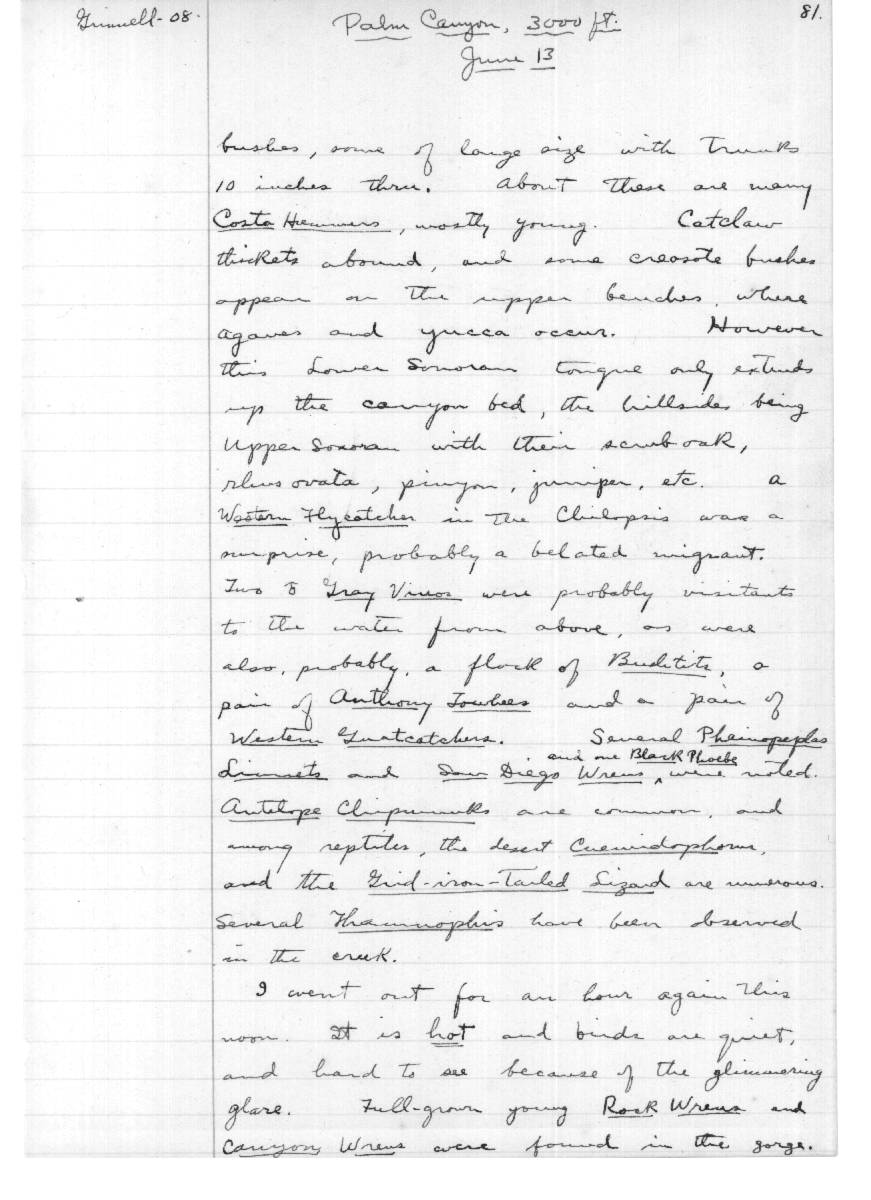 Grinnell-08.
81.
Palm Canyon, 3000 ft.
June 13
bushes, some of large size with trunks
10 inches thru. About these are many
Costa Hummers, mostly young. Catclaw
thickets abound, and some creosote bushes
appear on the upper benches, where
agaves and yucca occur. However
this Lower Sonoran tongue only extends
up the canyon bed, the hillsides being
Upper Sonoran with their scrub oak,
rhus ovata, pinyon, juniper, etc. A
Western Flycatcher in the Chilopsis was a
surprise, probably a belated migrant.
Two Gray Vireos were probably visitants
to the water from above, as were
also, probably, a flock of Bushtits, a
pair of Anthony Towhees and a pair of
Western Gnatcatchers. Several Phainopeplas
and one Black Phoebe
Linnets and San Diego Wrens ^ were noted.
Antelope Chipmunks are common, and
among reptiles, the desert Cnemidophorus,
and the Grid-iron-Tailed Lizard are numerous.
Several Thamnophis have been observed
in the creek.
I went out for an hour again this
noon. It is hot and birds are quiet,
and hard to see because of the glimmering
glare. Full-grown young Rock Wrens and
Canyon Wrens were found in the gorge.